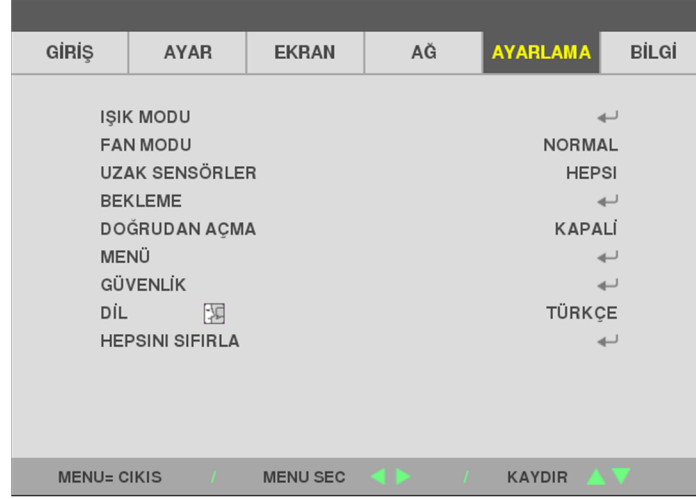 GİRİŞ AYAR EKRAN AĞ AYARLAMA BİLGİ
IŞIK MODU
FAN MODU NORMAL
UZAK SENSÖRLER HEPSI
BEKLEME
DOĞRUDAN AÇMA KAPALİ
MENÜ
GÜVENLİK
DİL TÜRKÇE
HEPSINI SIFIRLA
MENU= CIKIS / MENU SEC / KAYDIR